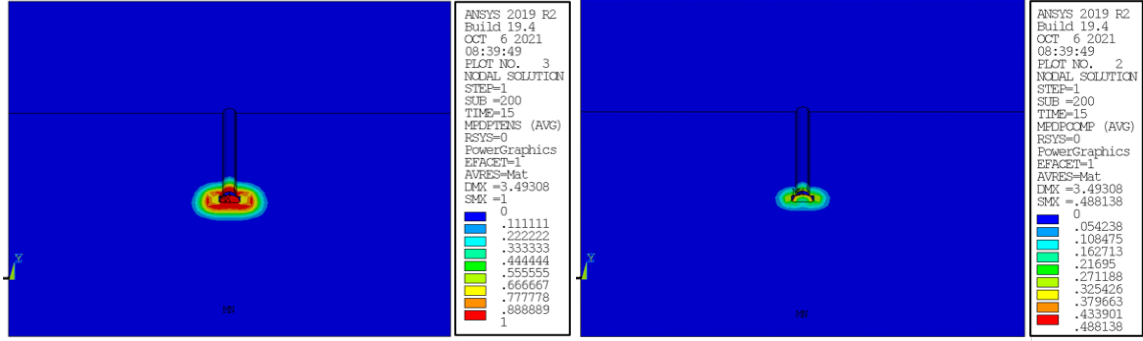 ANSYS 2019 R2
Build 19.4
OCT 6 2021
08:39:49
PLOT NO. 3
NODAL SOLUTION
STEP=1
SUB =200
TIME=15
MPDPTENS (AVG)
RSYS=0
PowerGraphics
EFACET=1
AVRES=Mat
DMX =3.49308
SMX =1
0
.111111
.222222
.333333
.444444
.555555
.666667
.777778
.888889
1
Y
MX
ANSYS 2019 R2
Build 19.4
OCT 6 2021
08:39:49
PLOT NO. 2
NODAL SOLUTION
STEP=1
SUB =200
TIME=15
MPDPCOMP (AVG)
RSYS=0
PowerGraphics
EFACET=1
AVRES=Mat
DMX =3.49308
SMX =.488138
0
.054238
.108475
.162713
.21695
.271188
.325426
.379663
.433901
.488138
Y